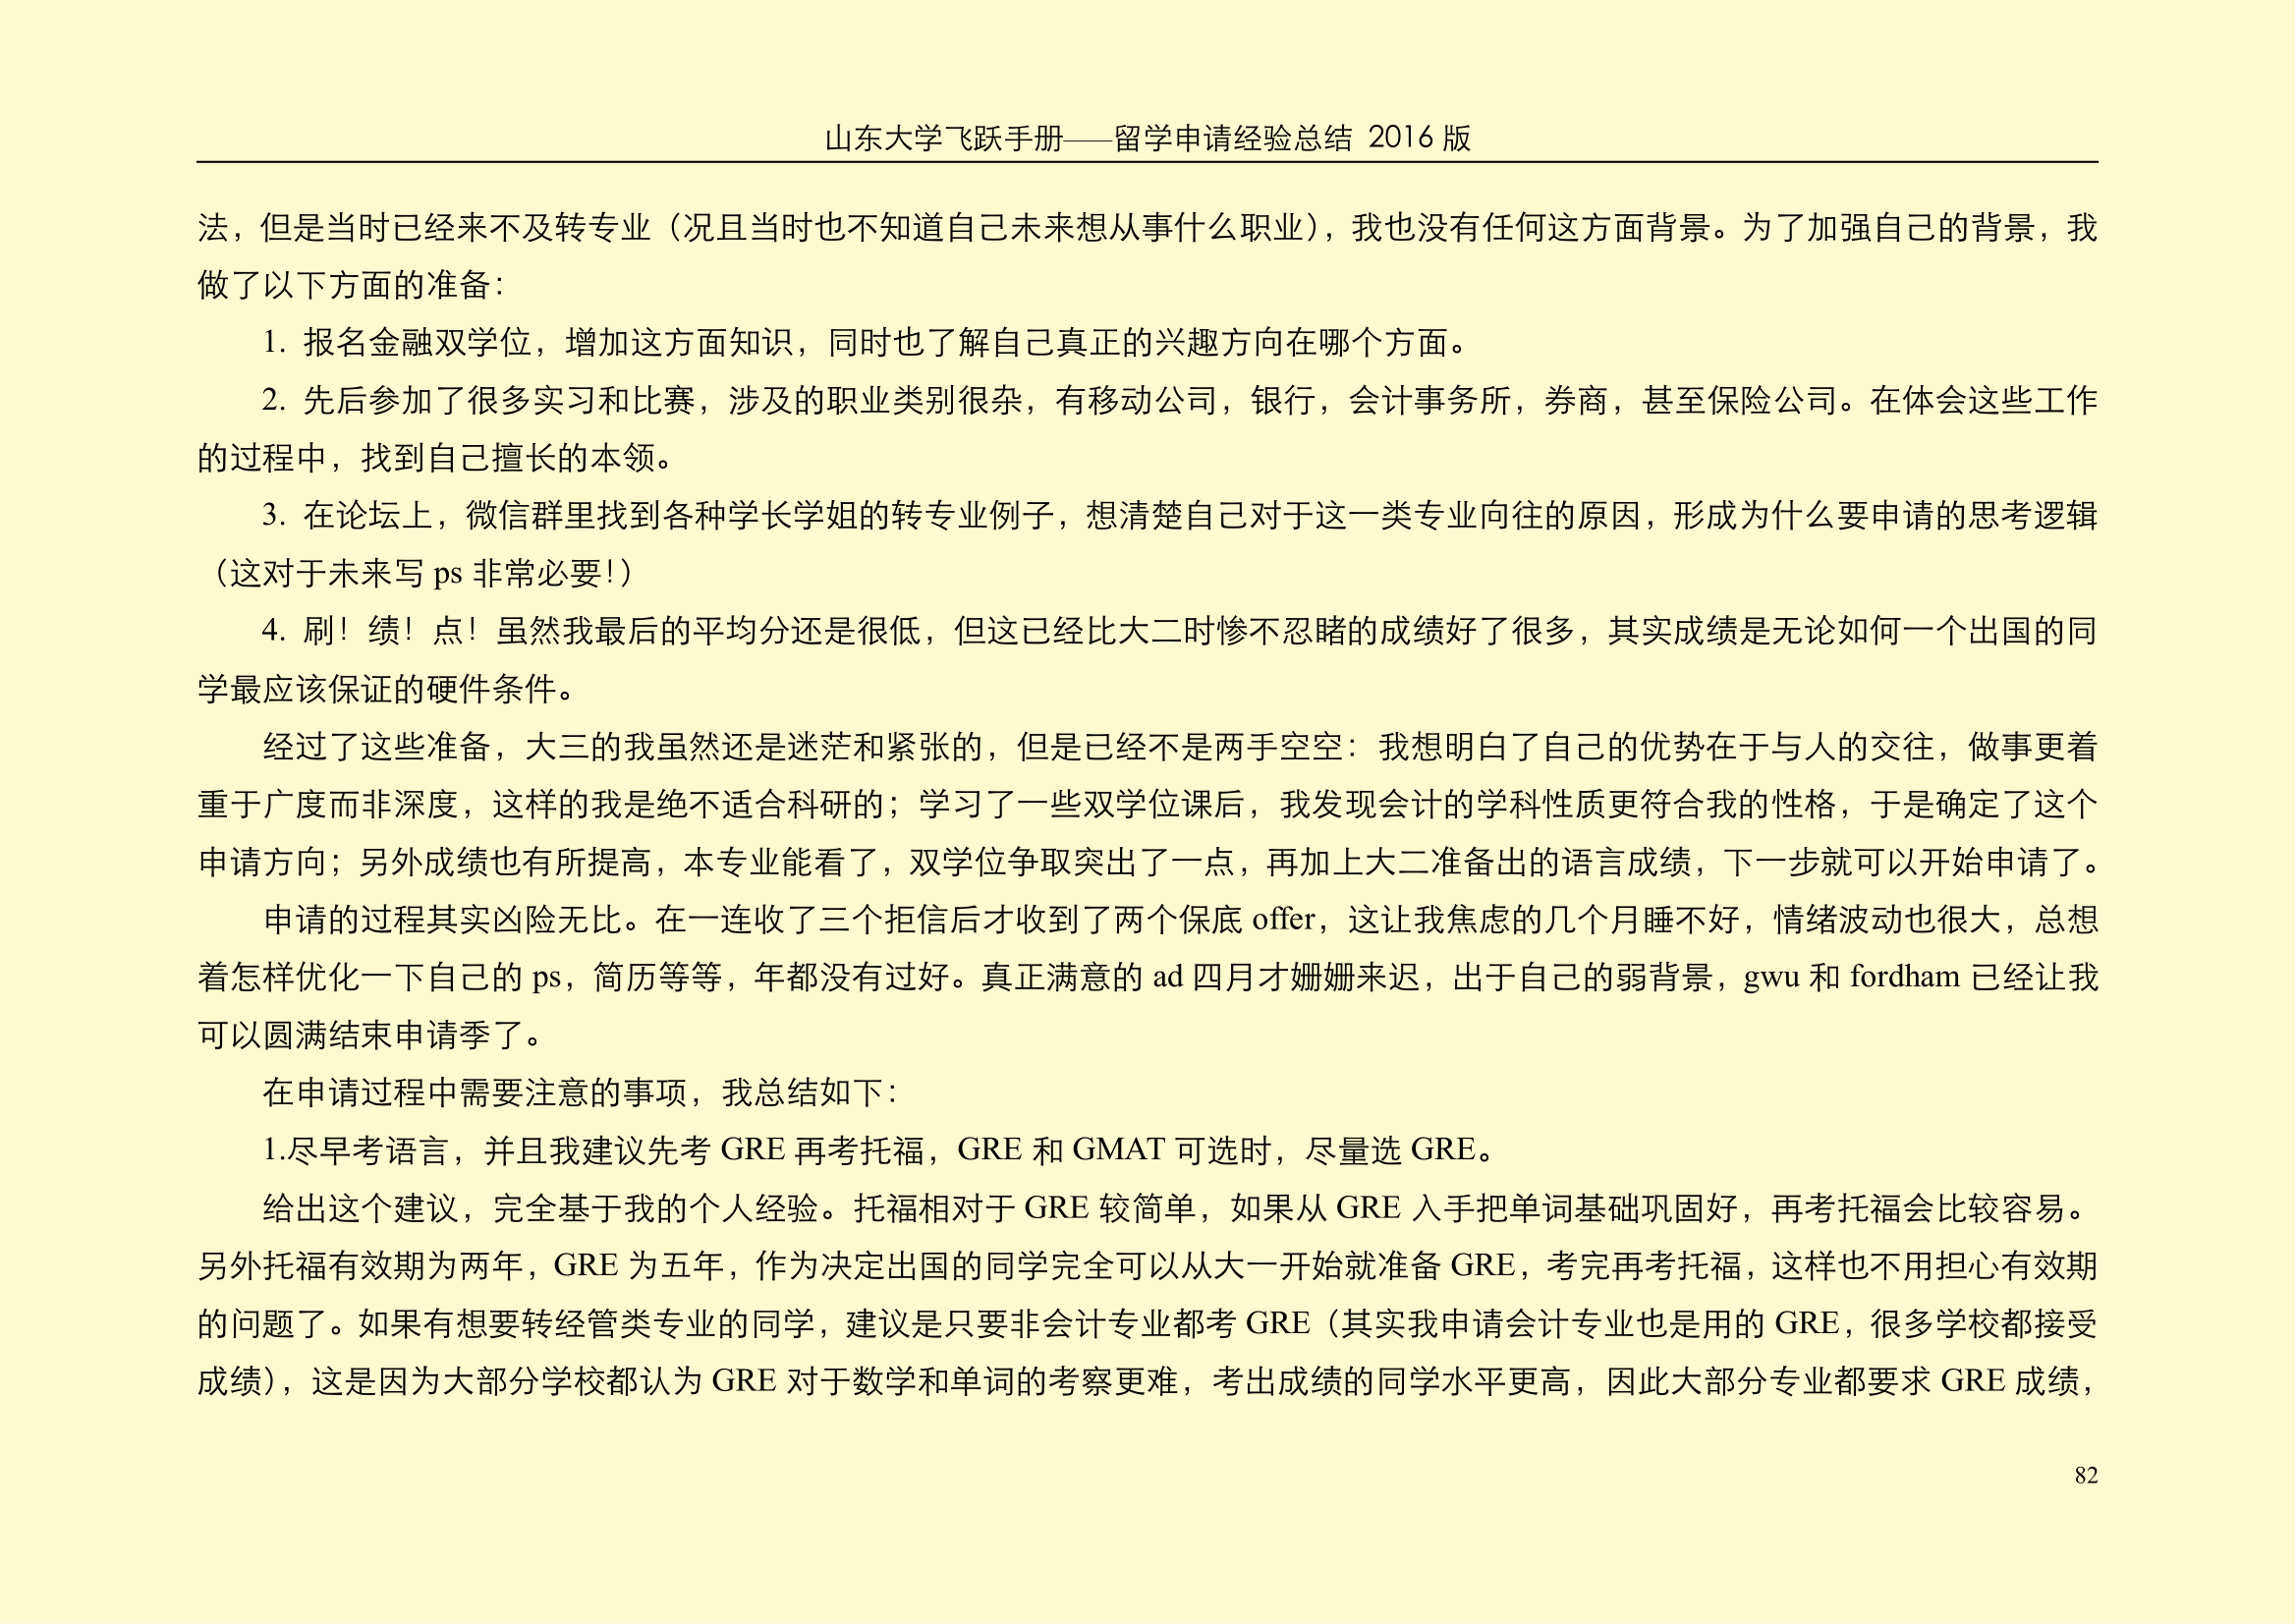 山东大学飞跃手册——留学申请经验总结 2016 版
法，但是当时已经来不及转专业（况且当时也不知道自己未来想从事什么职业），我也没有任何这方面背景。为了加强自己的背景，我
做了以下方面的准备：
1. 报名金融双学位，增加这方面知识，同时也了解自己真正的兴趣方向在哪个方面。
2. 先后参加了很多实习和比赛，涉及的职业类别很杂，有移动公司，银行，会计事务所，券商，甚至保险公司。在体会这些工作
的过程中，找到自己擅长的本领。
3. 在论坛上，微信群里找到各种学长学姐的转专业例子，想清楚自己对于这一类专业向往的原因，形成为什么要申请的思考逻辑
（这对于未来写 ps 非常必要！）
4. 刷！绩！点！虽然我最后的平均分还是很低，但这已经比大二时惨不忍睹的成绩好了很多，其实成绩是无论如何一个出国的同
学最应该保证的硬件条件。
经过了这些准备，大三的我虽然还是迷茫和紧张的，但是已经不是两手空空：我想明白了自己的优势在于与人的交往，做事更着
重于广度而非深度，这样的我是绝不适合科研的；学习了一些双学位课后，我发现会计的学科性质更符合我的性格，于是确定了这个
申请方向；另外成绩也有所提高，本专业能看了，双学位争取突出了一点，再加上大二准备出的语言成绩，下一步就可以开始申请了。
申请的过程其实凶险无比。在一连收了三个拒信后才收到了两个保底 offer，这让我焦虑的几个月睡不好，情绪波动也很大，总想
着怎样优化一下自己的 ps，简历等等，年都没有过好。真正满意的 ad 四月才姗姗来迟，出于自己的弱背景，gwu 和 fordham 已经让我
可以圆满结束申请季了。
在申请过程中需要注意的事项，我总结如下：
1.尽早考语言，并且我建议先考 GRE 再考托福，GRE 和 GMAT 可选时，尽量选 GRE。
给出这个建议，完全基于我的个人经验。托福相对于 GRE 较简单，如果从 GRE 入手把单词基础巩固好，再考托福会比较容易。
另外托福有效期为两年，GRE 为五年，作为决定出国的同学完全可以从大一开始就准备 GRE，考完再考托福，这样也不用担心有效期
的问题了。如果有想要转经管类专业的同学，建议是只要非会计专业都考 GRE（其实我申请会计专业也是用的 GRE，很多学校都接受
成绩），这是因为大部分学校都认为 GRE 对于数学和单词的考察更难，考出成绩的同学水平更高，因此大部分专业都要求 GRE 成绩，
82